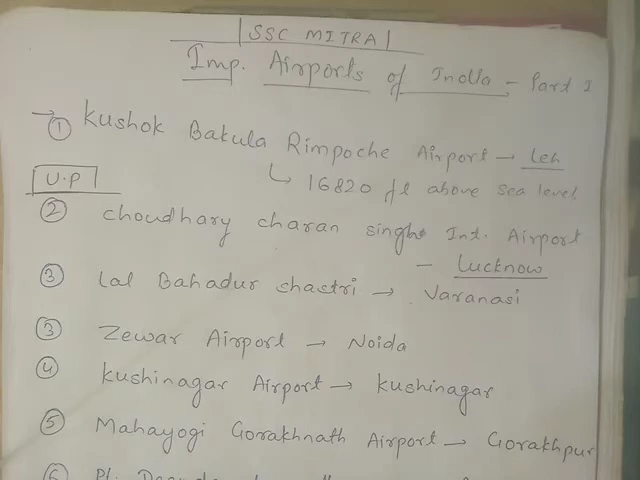 SSC MITRA
Imp. Airports of India - Part I
→ ① Kushok Bakula Rimpoche Airport → Leh
↳ 16820 ft above sea level
U.P
② Choudhary Charan Singh Int. Airport
- Lucknow
③ Lal Bahadur Shastri → Varanasi
③ Zewar Airport → Noida
④ Kushinagar Airport → Kushinagar
⑤ Mahayogi Gorakhnath Airport → Gorakhpur
⑥ Pt.